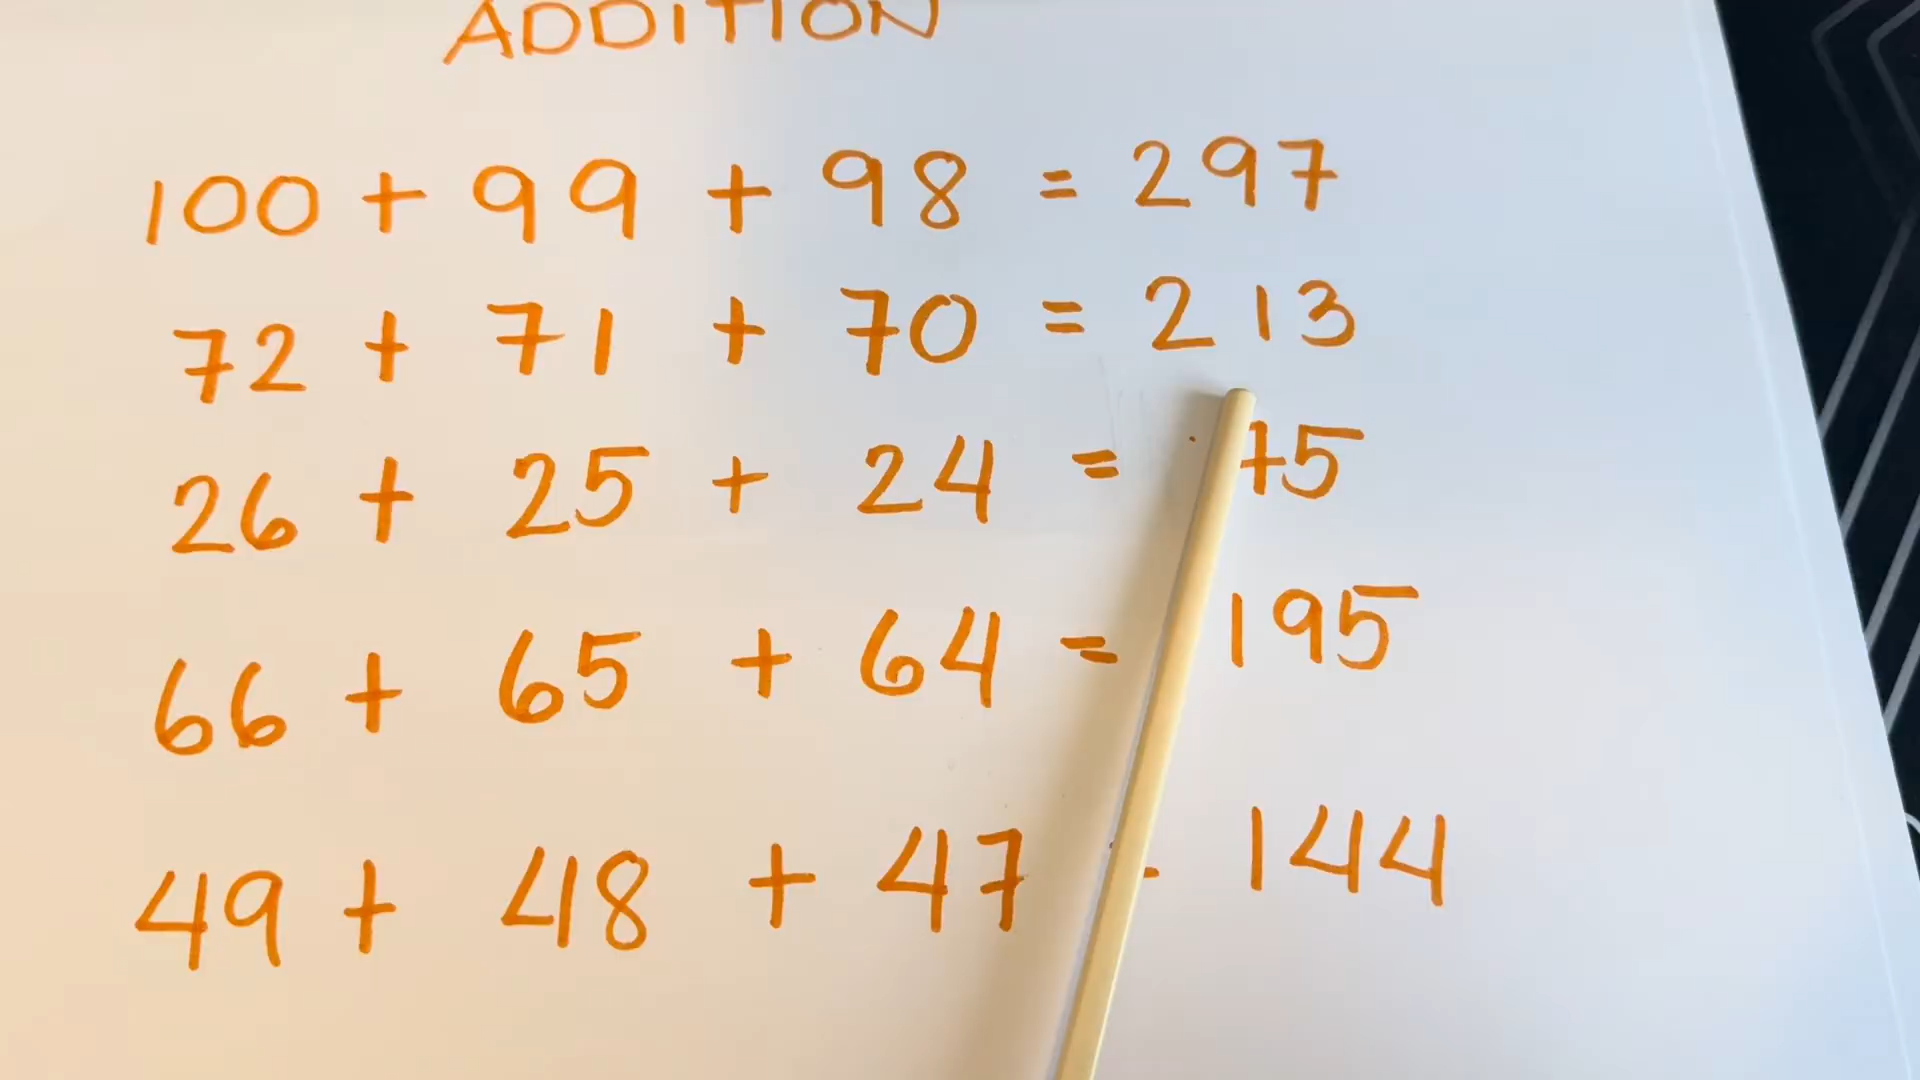 ADDITION
100 + 99 + 98 = 297
72 + 71 + 70 = 213
26 + 25 + 24 = 75
66 + 65 + 64 = 195
49 + 48 + 47 = 144